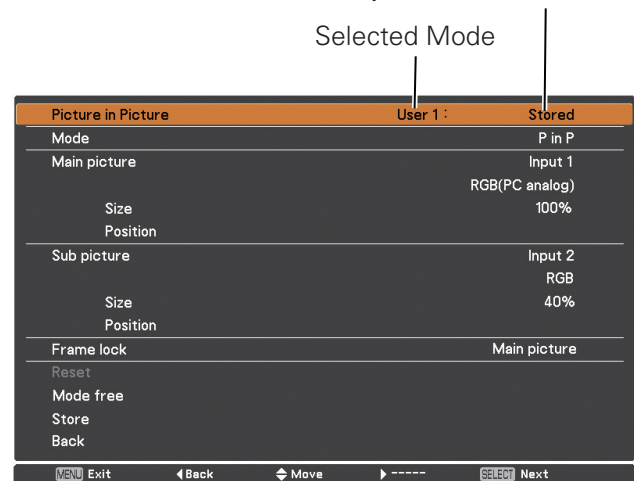 Selected Mode
Picture in Picture User 1 : Stored
Mode P in P
Main picture Input 1
RGB(PC analog)
Size 100%
Position
Sub picture Input 2
RGB
Size 40%
Position
Frame lock Main picture
Reset
Mode free
Store
Back
MENU Exit ◀Back ◆Move ▶----- SELECT Next